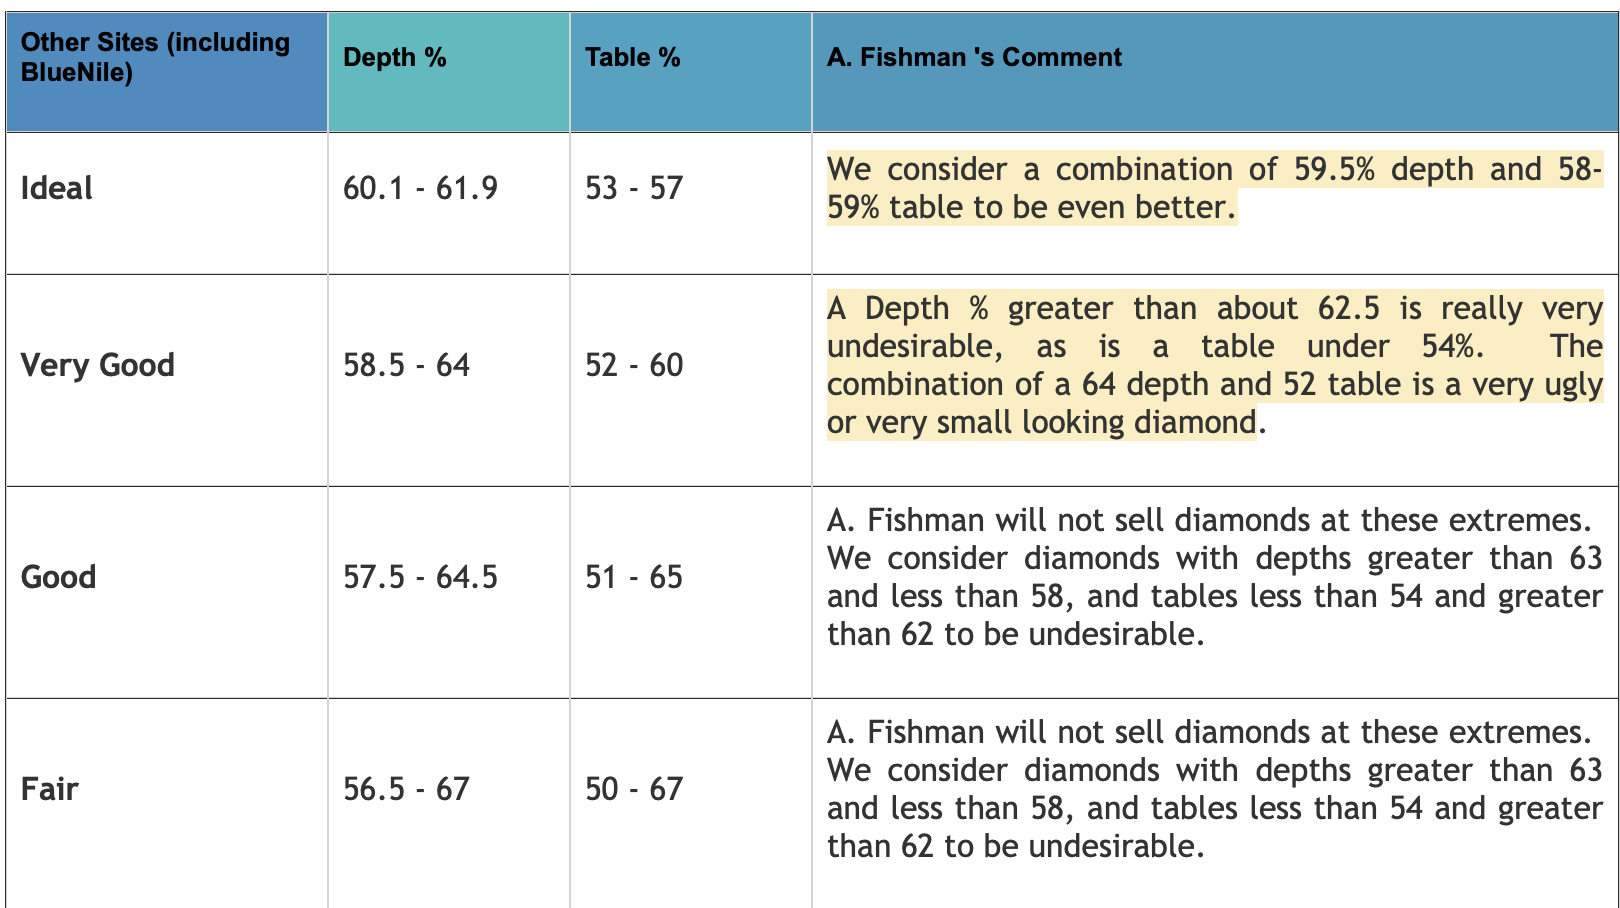 Other Sites (including
BlueNile)
Depth %
Table %
A. Fishman 's Comment
Ideal
60.1 - 61.9
53 - 57
We consider a combination of 59.5% depth and 58-
59% table to be even better.
Very Good
58.5 - 64
52 - 60
A Depth % greater than about 62.5 is really very
undesirable, as is a table under 54%. The
combination of a 64 depth and 52 table is a very ugly
or very small looking diamond.
Good
57.5 - 64.5
51 - 65
A. Fishman will not sell diamonds at these extremes.
We consider diamonds with depths greater than 63
and less than 58, and tables less than 54 and greater
than 62 to be undesirable.
Fair
56.5 - 67
50 - 67
A. Fishman will not sell diamonds at these extremes.
We consider diamonds with depths greater than 63
and less than 58, and tables less than 54 and greater
than 62 to be undesirable.